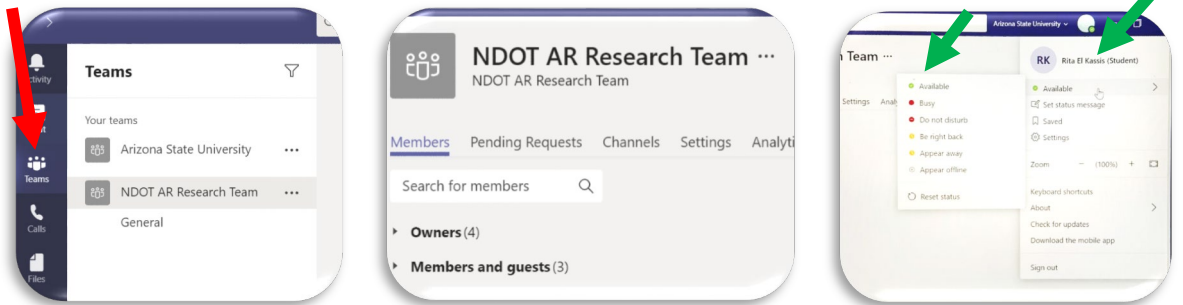 Teams
Your teams
Arizona State University
NDOT AR Research Team
General
Teams
Calls
Files
NDOT AR Research Team
NDOT AR Research Team
Members Pending Requests Channels Settings
Search for members
Owners (4)
Members and guests (3)
Arizona State University
Team
Settings
RK Rita El Kassis (Student)
Available
Busy
Do not disturb
Be right back
Appear away
Appear offline
Reset status
Available
Set status message
Saved
Settings
Zoom - (100%) +
Keyboard shortcuts
About
Check for updates
Download the mobile app
Sign out